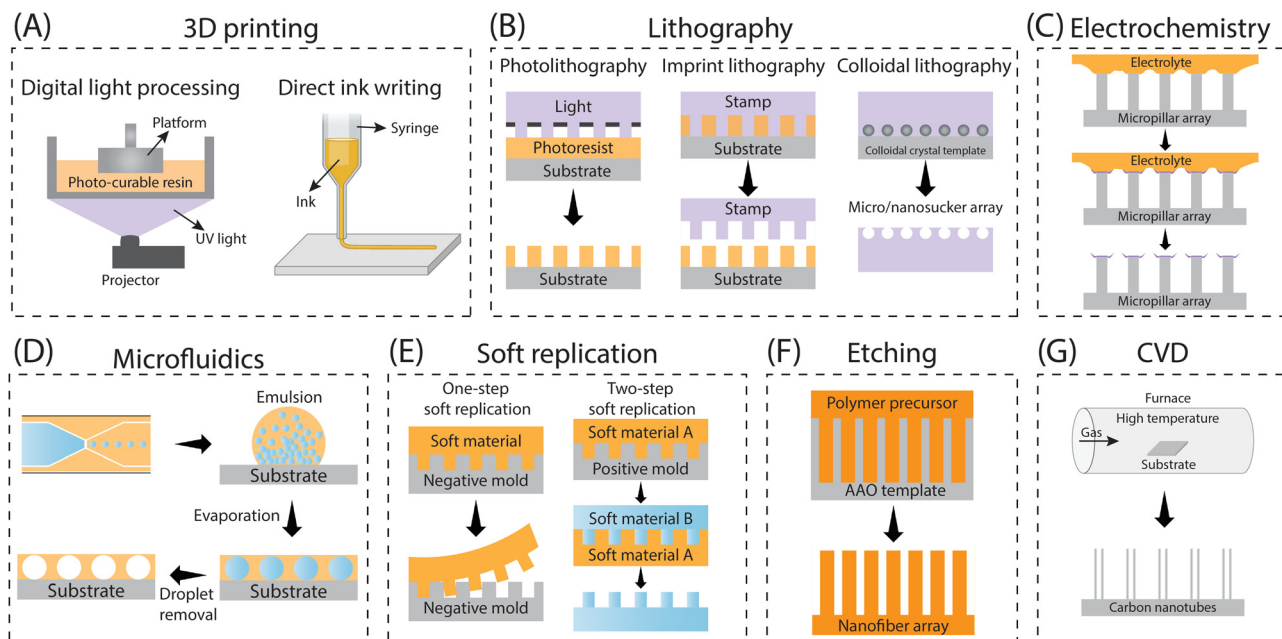 (A)
3D printing
Digital light processing
Platform
Photo-curable resin
UV light
Projector
Direct ink writing
Syringe
Ink
(B)
Lithography
Photolithography
Light
Photoresist
Substrate
Substrate
Imprint lithography
Stamp
Substrate
Stamp
Substrate
Colloidal lithography
Colloidal crystal template
Micro/nanosucker array
(C)
Electrochemistry
Electrolyte
Micropillar array
Electrolyte
Micropillar array
Micropillar array
(D)
Microfluidics
Emulsion
Substrate
Evaporation
Substrate
Droplet
removal
Substrate
(E)
Soft replication
One-step
soft replication
Soft material
Negative mold
Negative mold
Two-step
soft replication
Soft material A
Positive mold
Soft material B
Soft material A
(F)
Etching
Polymer precursor
AAO template
Nanofiber array
(G)
CVD
Furnace
High temperature
Gas
Substrate
Carbon nanotubes